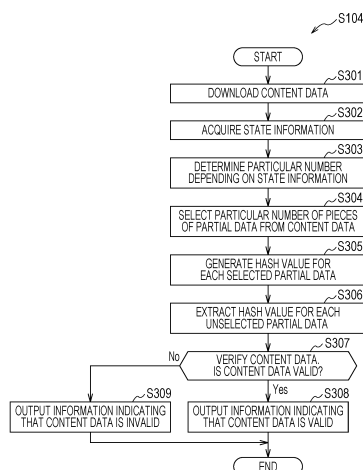 S104
START
S301
DOWNLOAD CONTENT DATA
S302
ACQUIRE STATE INFORMATION
S303
DETERMINE PARTICULAR NUMBER
DEPENDING ON STATE INFORMATION
S304
SELECT PARTICULAR NUMBER OF PIECES
OF PARTIAL DATA FROM CONTENT DATA
S305
GENERATE HASH VALUE FOR
EACH SELECTED PARTIAL DATA
S306
EXTRACT HASH VALUE FOR EACH
UNSELECTED PARTIAL DATA
S307
VERIFY CONTENT DATA.
IS CONTENT DATA VALID?
No
Yes
S309
OUTPUT INFORMATION INDICATING
THAT CONTENT DATA IS INVALID
S308
OUTPUT INFORMATION INDICATING
THAT CONTENT DATA IS VALID
END